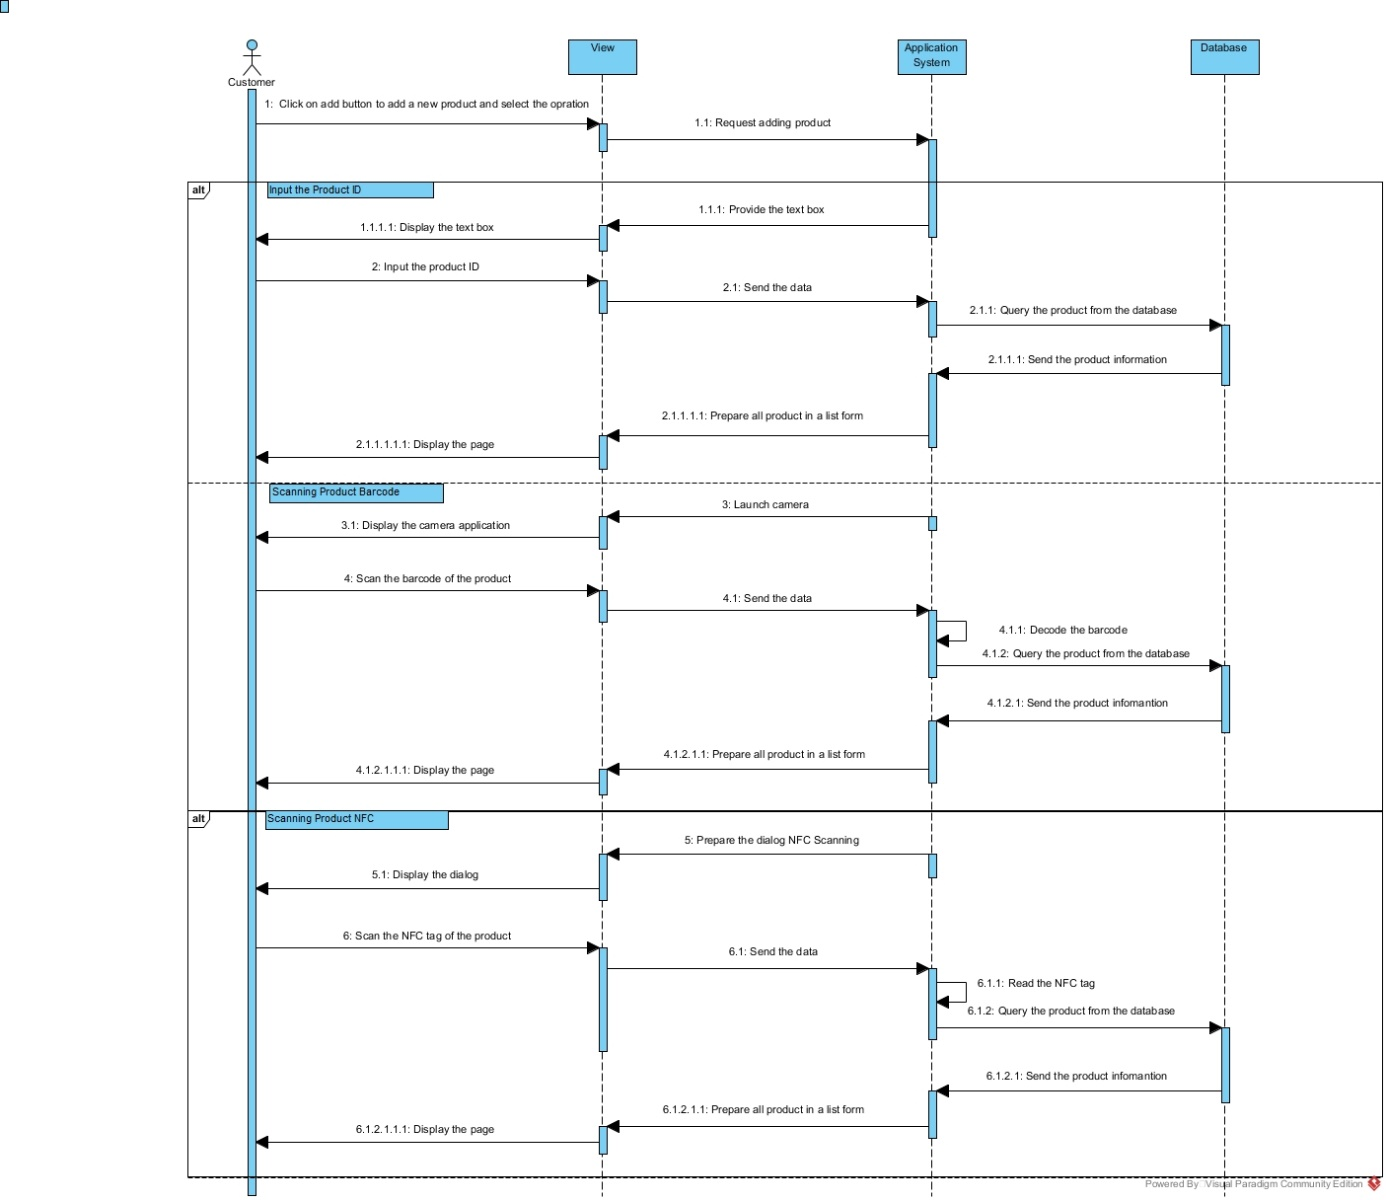 View
Application
System
Database
Customer
1: Click on add button to add a new product and select the opration
1.1: Request adding product
alt
Input the Product ID
1.1.1: Provide the text box
1.1.1.1: Display the text box
2: Input the product ID
2.1: Send the data
2.1.1: Query the product from the database
2.1.1.1: Send the product information
2.1.1.1.1: Prepare all product in a list form
2.1.1.1.1.1: Display the page
Scanning Product Barcode
3: Launch camera
3.1: Display the camera application
4: Scan the barcode of the product
4.1: Send the data
4.1.1: Decode the barcode
4.1.2: Query the product from the database
4.1.2.1: Send the product infomantion
4.1.2.1.1: Prepare all product in a list form
4.1.2.1.1.1: Display the page
alt
Scanning Product NFC
5: Prepare the dialog NFC Scanning
5.1: Display the dialog
6: Scan the NFC tag of the product
6.1: Send the data
6.1.1: Read the NFC tag
6.1.2: Query the product from the database
6.1.2.1: Send the product infomantion
6.1.2.1.1: Prepare all product in a list form
6.1.2.1.1.1: Display the page
Powered By Visual Paradigm Community Edition